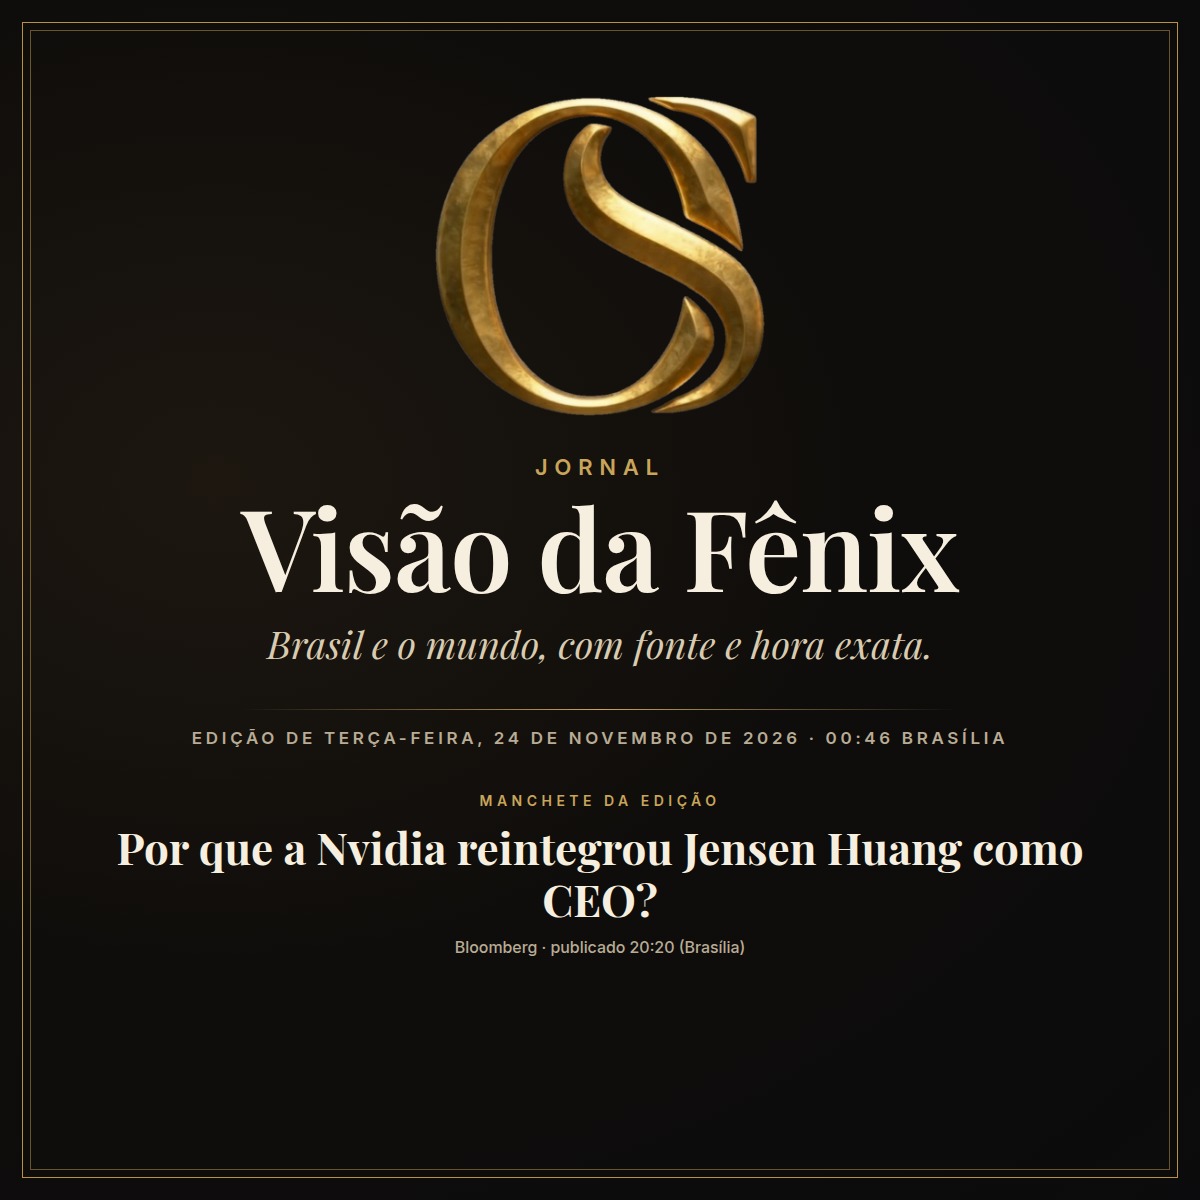 CS
JORNAL
Visão da Fênix
Brasil e o mundo, com fonte e hora exata.
EDIÇÃO DE TERÇA-FEIRA, 24 DE NOVEMBRO DE 2026 · 00:46 BRASÍLIA
MANCHETE DA EDIÇÃO
Por que a Nvidia reintegrou Jensen Huang como
CEO?
Bloomberg · publicado 20:20 (Brasília)